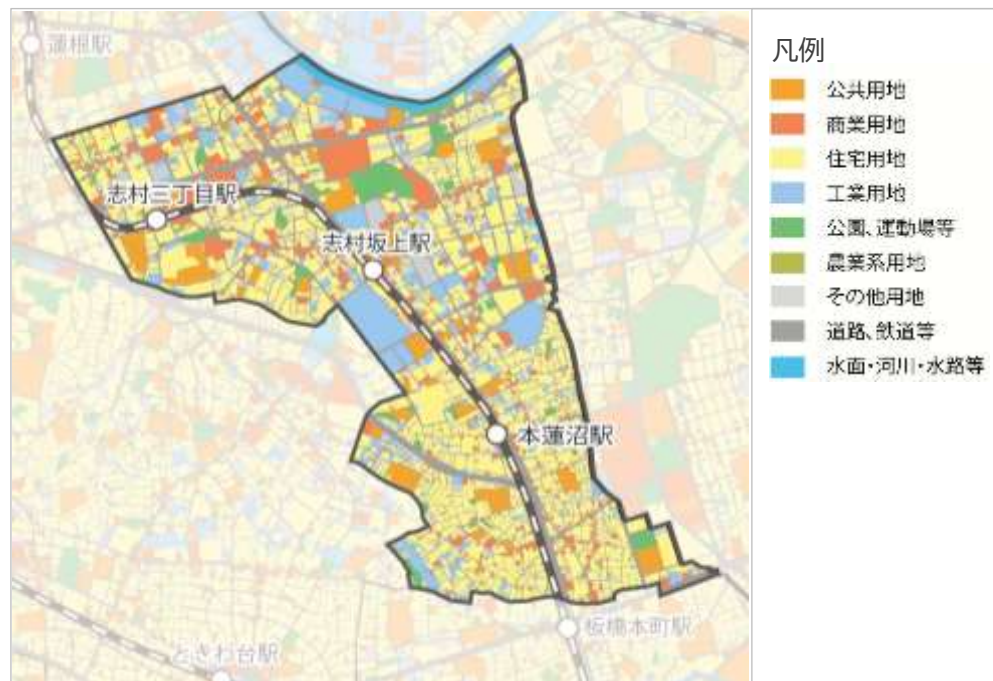 蓮根駅
志村三丁目駅
志村坂上駅
本蓮沼駅
板橋本町駅
ときわ台駅
凡例
公共用地
商業用地
住宅用地
工業用地
公園、運動場等
農業系用地
その他用地
道路、鉄道等
水面・河川・水路等